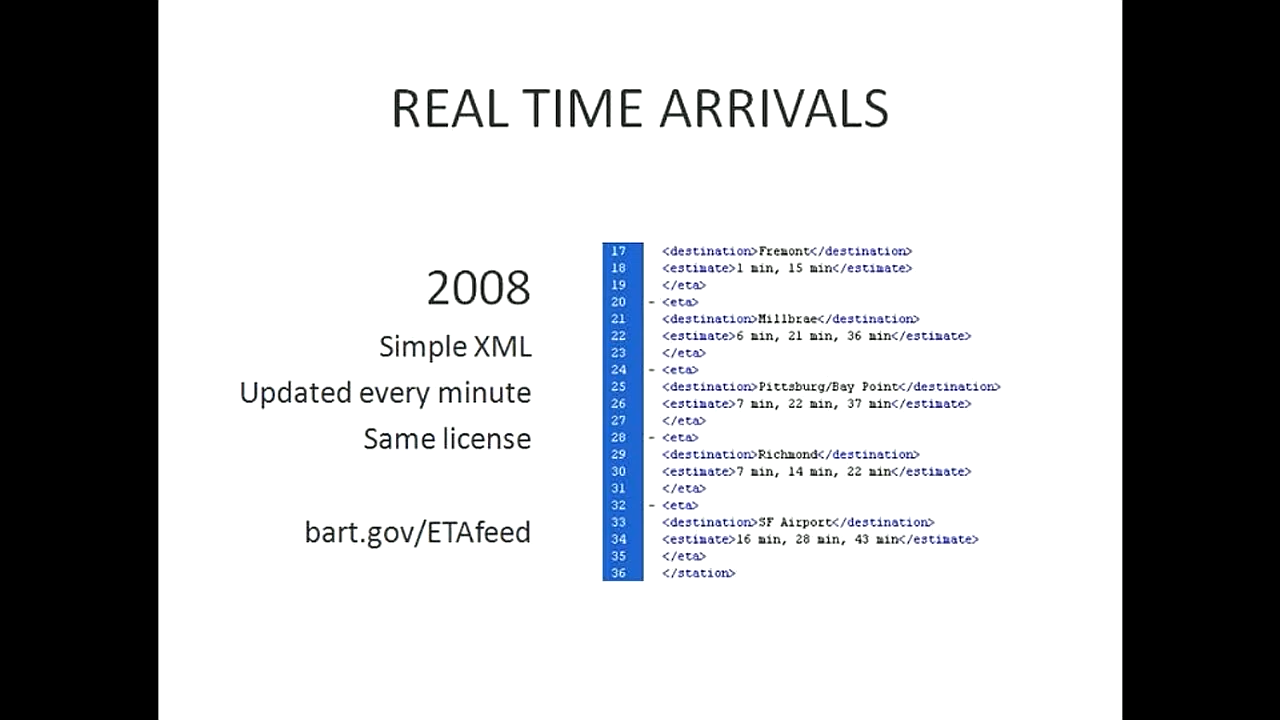 REAL TIME ARRIVALS
2008
Simple XML
Updated every minute
Same license
bart.gov/ETAfeed
17 <destination>Fremont</destination>
18 <estimate>1 min, 15 min</estimate>
19 </eta>
20 - <eta>
21 <destination>Millbrae</destination>
22 <estimate>6 min, 21 min, 36 min</estimate>
23 </eta>
24 - <eta>
25 <destination>Pittsburg/Bay Point</destination>
26 <estimate>7 min, 22 min, 37 min</estimate>
27 </eta>
28 - <eta>
29 <destination>Richmond</destination>
30 <estimate>7 min, 14 min, 22 min</estimate>
31 </eta>
32 - <eta>
33 <destination>SF Airport</destination>
34 <estimate>16 min, 28 min, 43 min</estimate>
35 </eta>
36 </station>